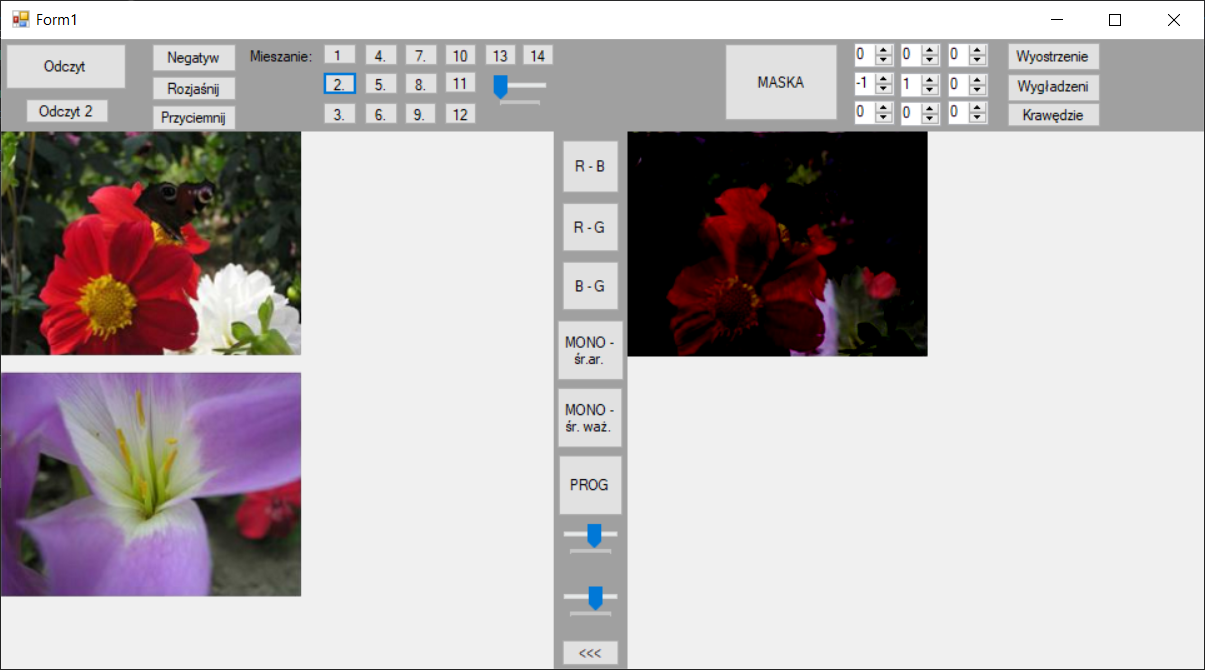 Form1
Odczyt
Odczyt 2
Negatyw
Rozjaśnij
Przyciemnij
Mieszanie:
1 4. 7. 10 13 14
2. 5. 8. 11
3. 6. 9. 12
MASKA
0 0 0
-1 1 0
0 0 0
Wyostrzenie
Wygładzeni
Krawędzie
R - B
R - G
B - G
MONO -
śr.ar.
MONO -
śr. waż.
PROG
<<<